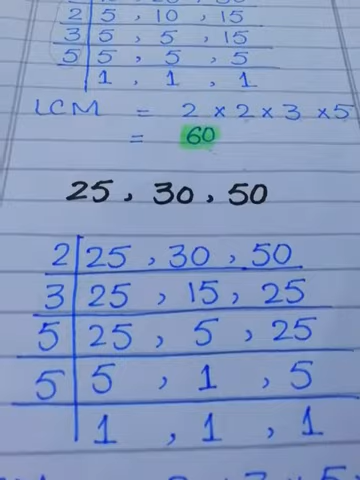 2 5 , 10 , 15
3 5 , 5 , 15
5 5 , 5 , 5
1 , 1 , 1
LCM = 2 × 2 × 3 × 5
= 60
25 , 30 , 50
2 25 , 30 , 50
3 25 , 15 , 25
5 25 , 5 , 25
5 5 , 1 , 5
1 , 1 , 1